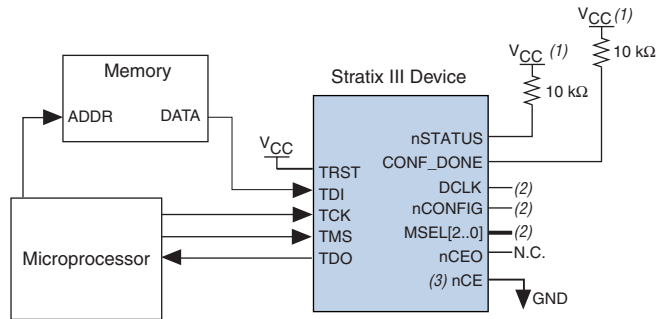 VCC (1)
VCC (1)
10 kΩ
10 kΩ
Memory
ADDR DATA
Stratix III Device
VCC
nSTATUS
CONF_DONE
TRST
DCLK (2)
TDI
nCONFIG (2)
TCK
MSEL[2..0] (2)
TMS
nCEO N.C.
TDO
(3) nCE
GND
Microprocessor